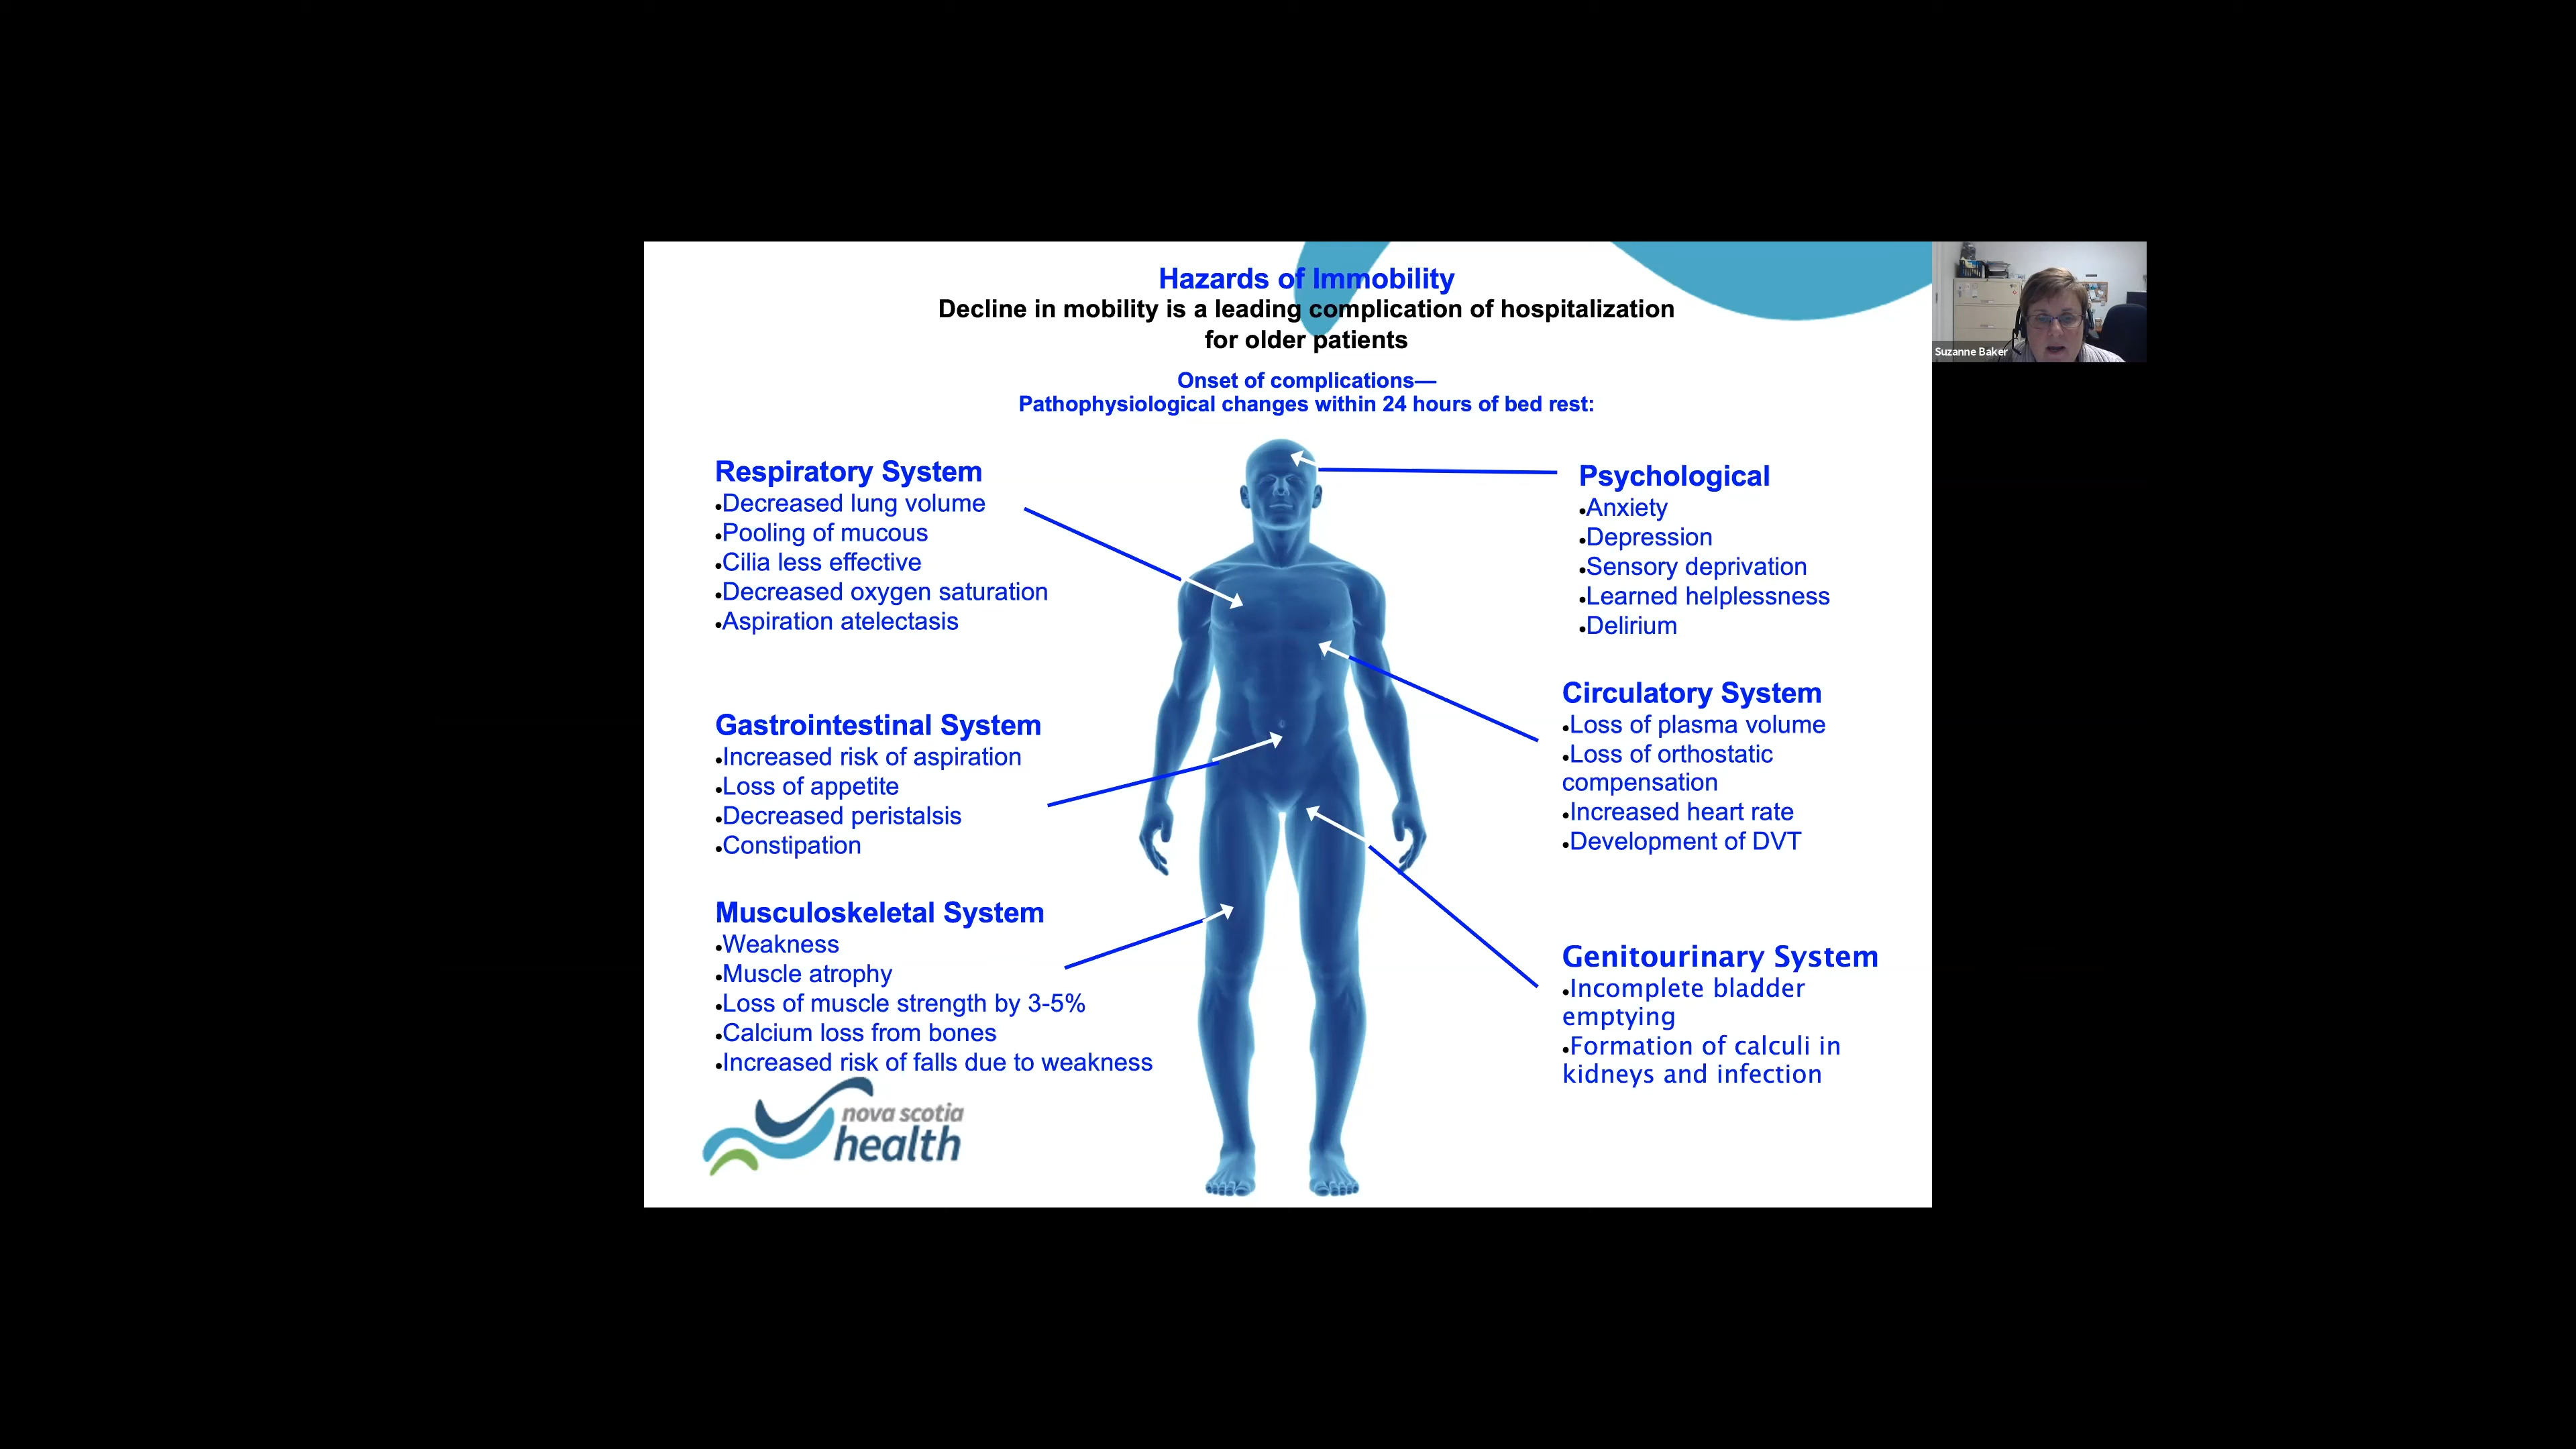 Hazards of Immobility
Decline in mobility is a leading complication of hospitalization
for older patients
Onset of complications—
Pathophysiological changes within 24 hours of bed rest:
Respiratory System
•Decreased lung volume
•Pooling of mucous
•Cilia less effective
•Decreased oxygen saturation
•Aspiration atelectasis
Gastrointestinal System
•Increased risk of aspiration
•Loss of appetite
•Decreased peristalsis
•Constipation
Musculoskeletal System
•Weakness
•Muscle atrophy
•Loss of muscle strength by 3-5%
•Calcium loss from bones
•Increased risk of falls due to weakness
Psychological
•Anxiety
•Depression
•Sensory deprivation
•Learned helplessness
•Delirium
Circulatory System
•Loss of plasma volume
•Loss of orthostatic
compensation
•Increased heart rate
•Development of DVT
Genitourinary System
•Incomplete bladder
emptying
•Formation of calculi in
kidneys and infection
nova scotia
health
Suzanne Baker